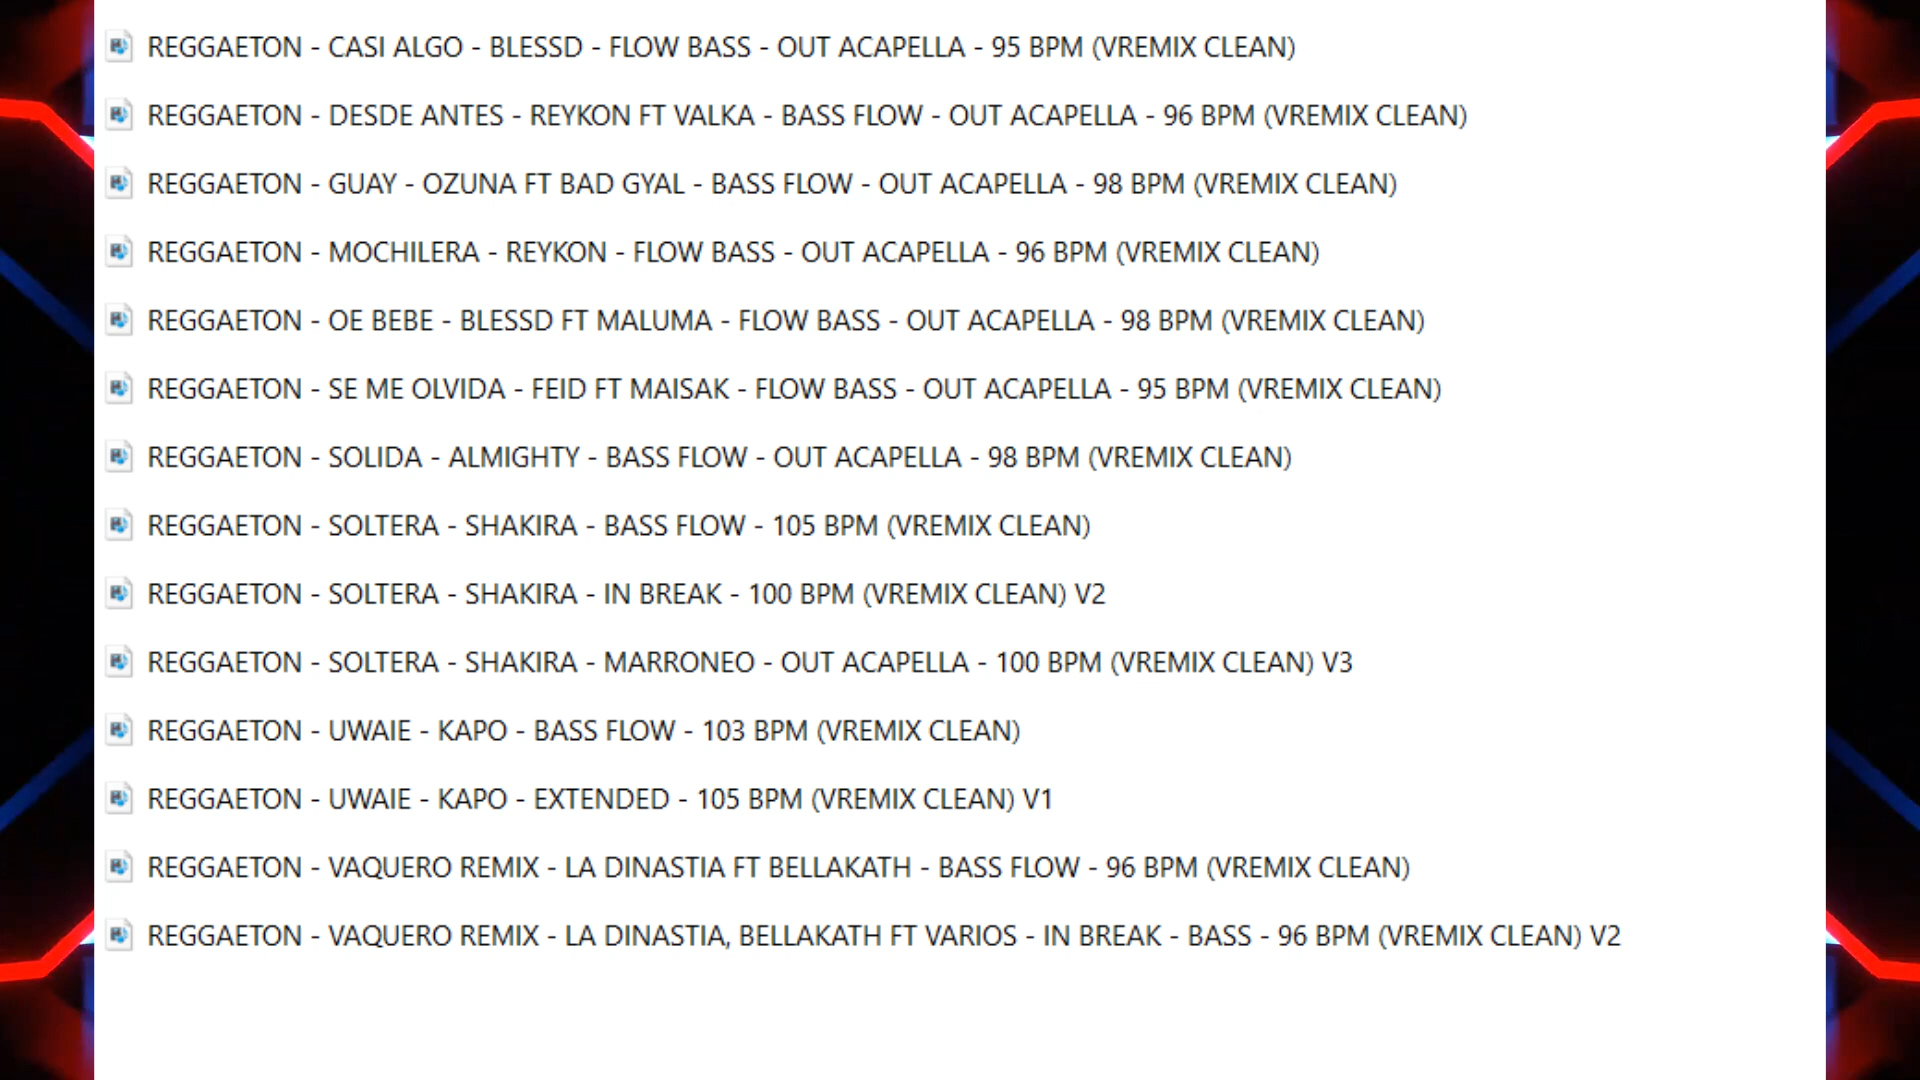 REGGAETON - CASI ALGO - BLESSD - FLOW BASS - OUT ACAPELLA - 95 BPM (VREMIX CLEAN)
REGGAETON - DESDE ANTES - REYKON FT VALKA - BASS FLOW - OUT ACAPELLA - 96 BPM (VREMIX CLEAN)
REGGAETON - GUAY - OZUNA FT BAD GYAL - BASS FLOW - OUT ACAPELLA - 98 BPM (VREMIX CLEAN)
REGGAETON - MOCHILERA - REYKON - FLOW BASS - OUT ACAPELLA - 96 BPM (VREMIX CLEAN)
REGGAETON - OE BEBE - BLESSD FT MALUMA - FLOW BASS - OUT ACAPELLA - 98 BPM (VREMIX CLEAN)
REGGAETON - SE ME OLVIDA - FEID FT MAISAK - FLOW BASS - OUT ACAPELLA - 95 BPM (VREMIX CLEAN)
REGGAETON - SOLIDA - ALMIGHTY - BASS FLOW - OUT ACAPELLA - 98 BPM (VREMIX CLEAN)
REGGAETON - SOLTERA - SHAKIRA - BASS FLOW - 105 BPM (VREMIX CLEAN)
REGGAETON - SOLTERA - SHAKIRA - IN BREAK - 100 BPM (VREMIX CLEAN) V2
REGGAETON - SOLTERA - SHAKIRA - MARRONEO - OUT ACAPELLA - 100 BPM (VREMIX CLEAN) V3
REGGAETON - UWAIE - KAPO - BASS FLOW - 103 BPM (VREMIX CLEAN)
REGGAETON - UWAIE - KAPO - EXTENDED - 105 BPM (VREMIX CLEAN) V1
REGGAETON - VAQUERO REMIX - LA DINASTIA FT BELLAKATH - BASS FLOW - 96 BPM (VREMIX CLEAN)
REGGAETON - VAQUERO REMIX - LA DINASTIA, BELLAKATH FT VARIOS - IN BREAK - BASS - 96 BPM (VREMIX CLEAN) V2